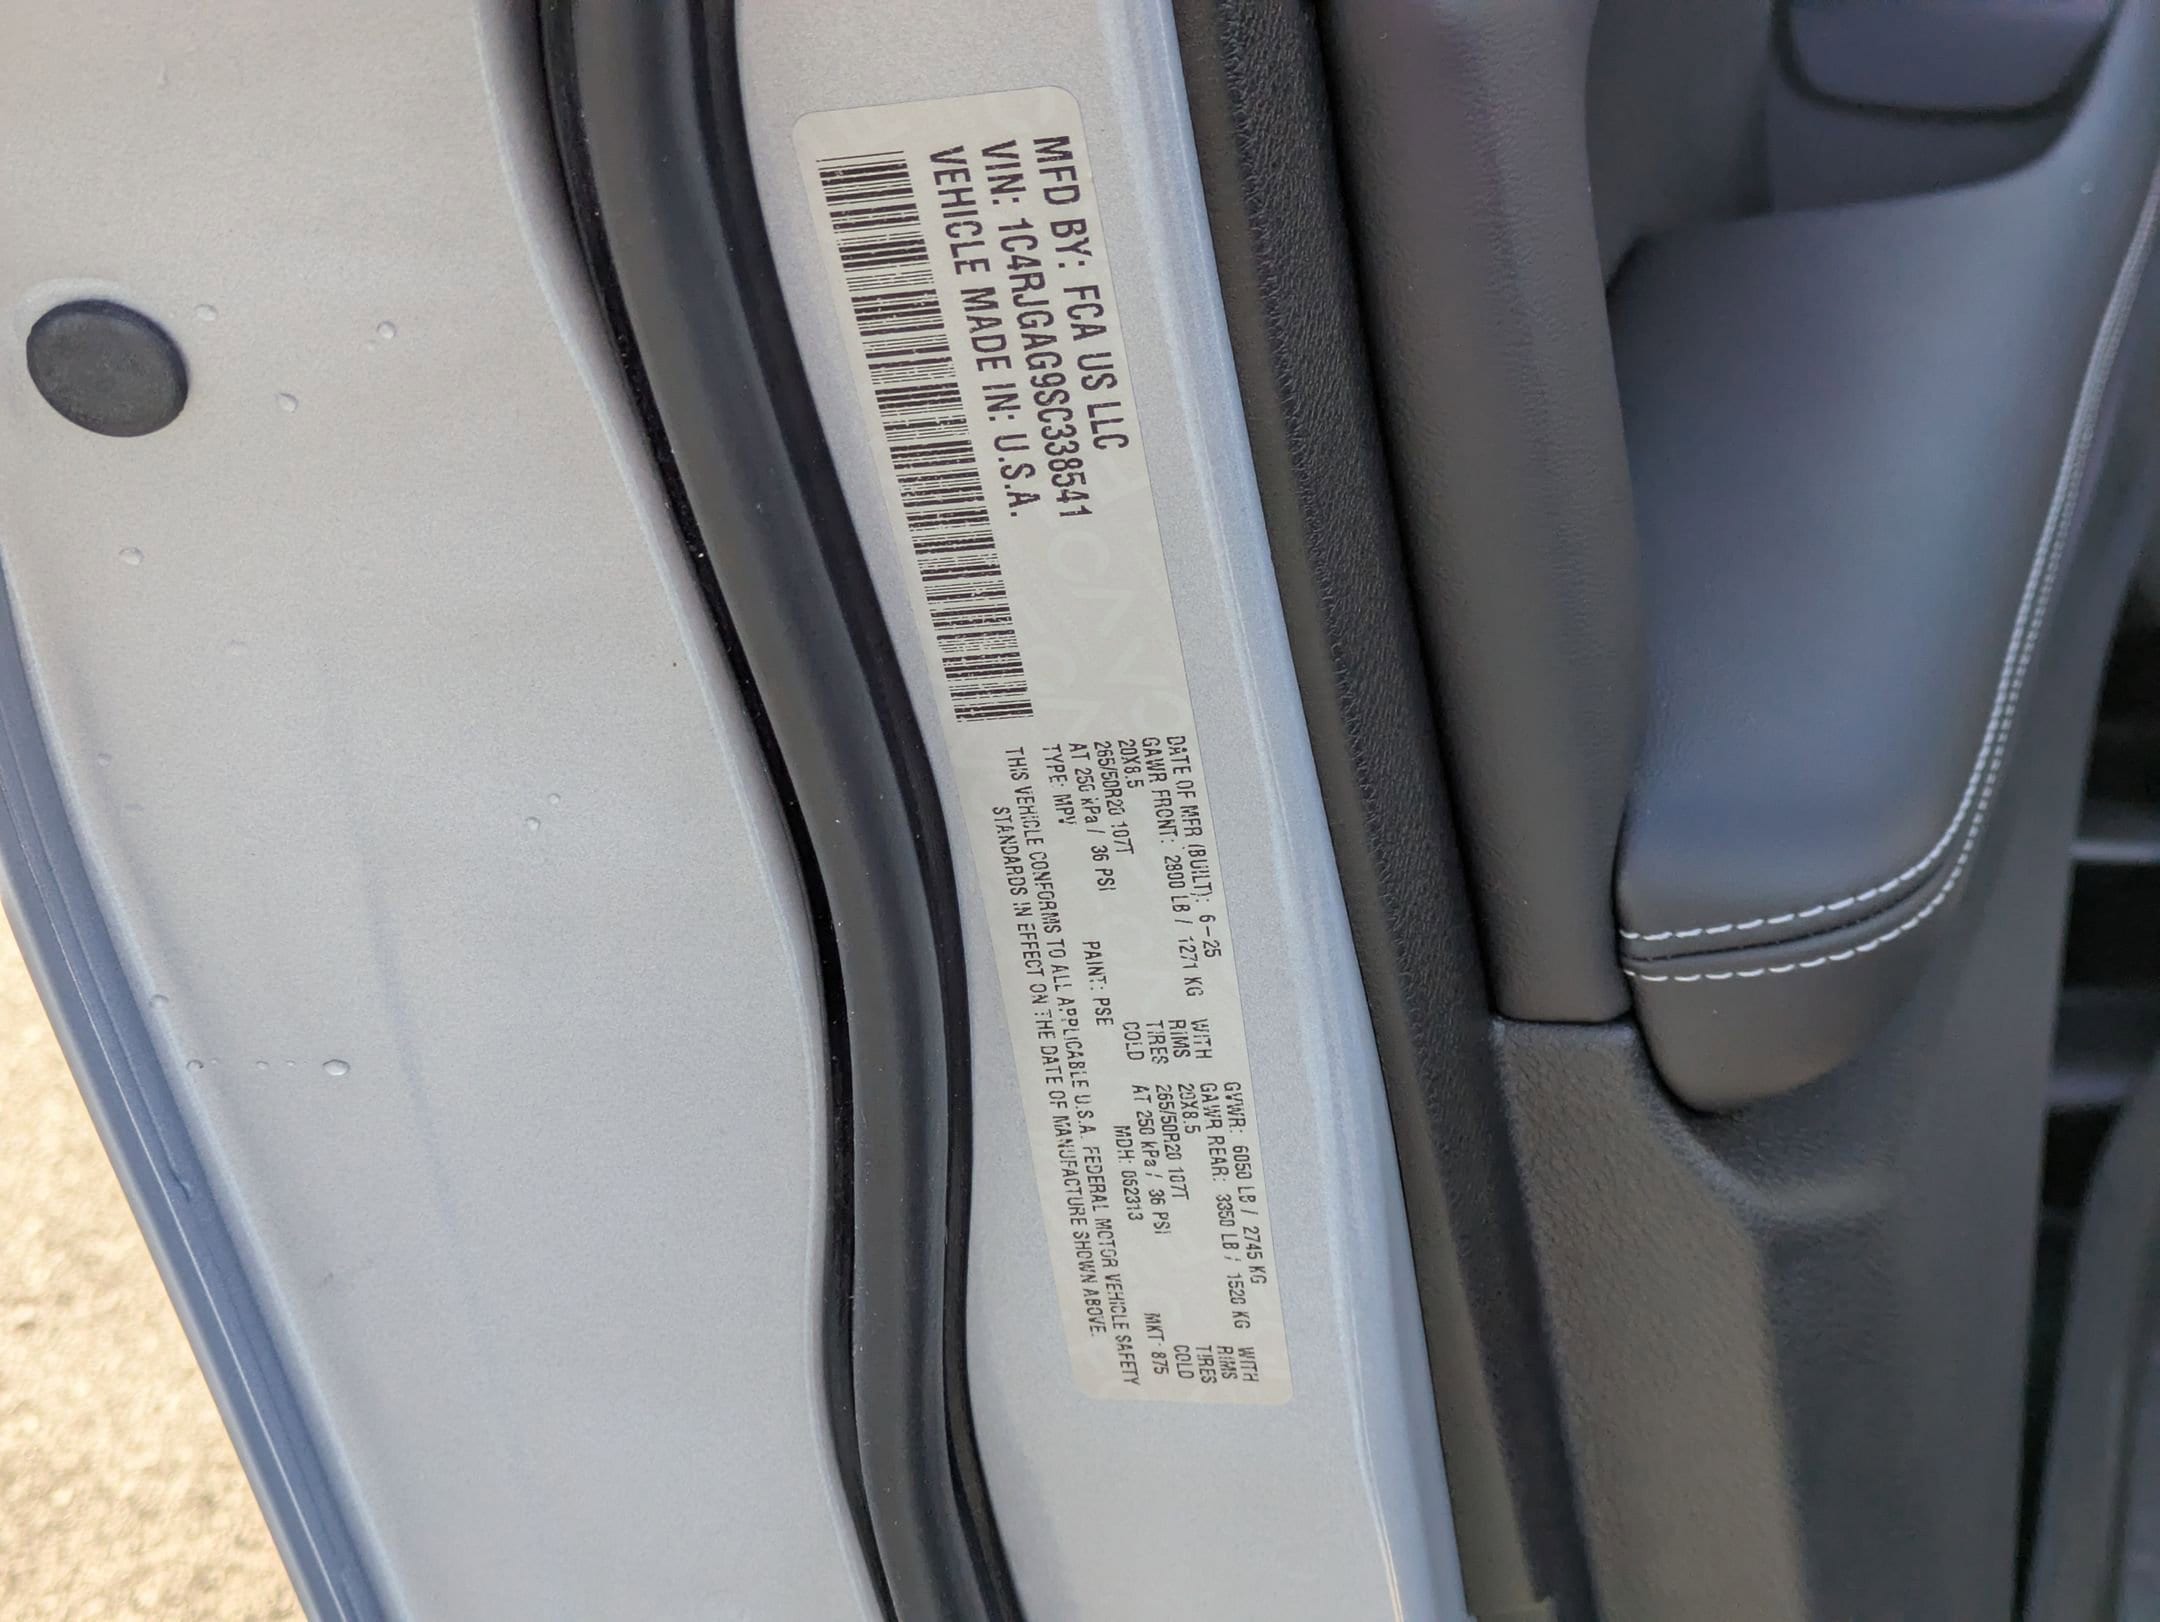 MFD BY: FCA US LLC
VIN: 1C4RJGAG9SC338541
VEHICLE MADE IN: U.S.A.
DATE OF MFR (BUILT): 6-25 GVWR: 6050 LB / 2745 KG
GAWR FRONT: 2800 LB / 1271 KG WITH GAWR REAR: 3350 LB / 1520 KG WITH
20X8.5 RIMS 20X8.5 RIMS
265/50R20 107T TIRES 265/50R20 107T TIRES
AT 250 kPa / 36 PSI COLD AT 250 kPa / 36 PSI COLD
TYPE: MPV PAINT: PSE MDH: 062313 MKT: 875
THIS VEHICLE CONFORMS TO ALL APPLICABLE U.S.A. FEDERAL MOTOR VEHICLE SAFETY
STANDARDS IN EFFECT ON THE DATE OF MANUFACTURE SHOWN ABOVE.